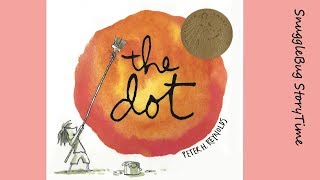 the
dot
PETER H. REYNOLDS
SnuggleBug StoryTime